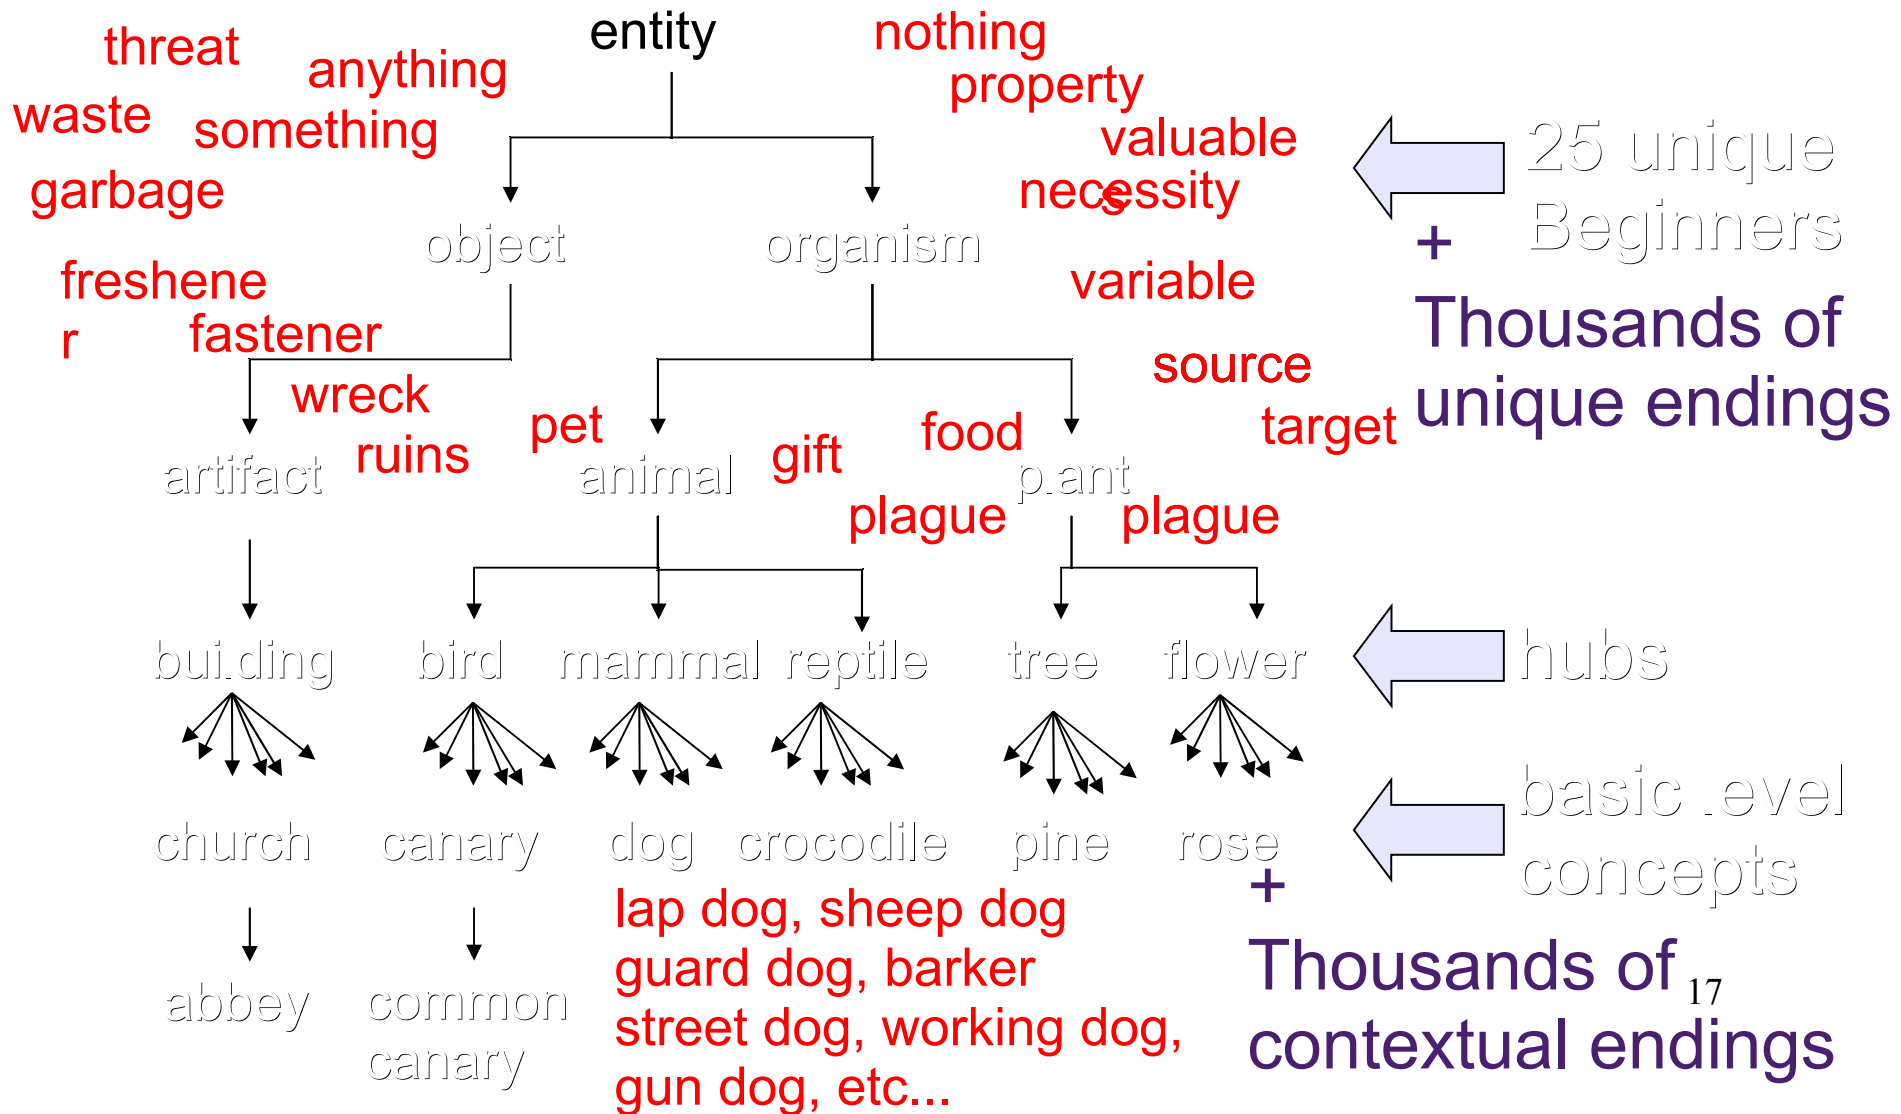 entity
nothing
threat
anything
property
waste
something
valuable
s
necessity
garbage
25 unique
Beginners
+
Thousands of
unique endings
object
organism
freshene
r
fastener
variable
source
wreck
pet
food
target
ruins
gift
artifact
animal
plant
plague
plague
building
bird
mammal
reptile
tree
flower
hubs
church
canary
dog
crocodile
pine
rose
basic level
concepts
+
Thousands of
contextual endings
lap dog, sheep dog
guard dog, barker
street dog, working dog,
gun dog, etc...
abbey
common
canary
17